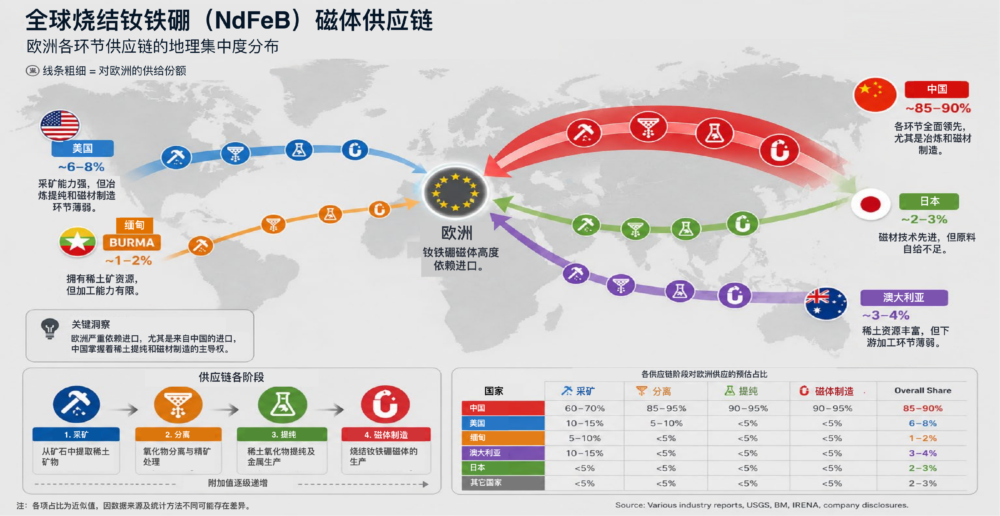 全球烧结钕铁硼（NdFeB）磁体供应链
欧洲各环节供应链的地理集中度分布
线条粗细 = 对欧洲的供给份额
美国
~6–8%
采矿能力强，但冶
炼提纯和磁材制造
环节薄弱。
缅甸
BURMA
~1–2%
拥有稀土矿资源，
但加工能力有限。
欧洲
钕铁硼磁体高度
依赖进口。
中国
~85–90%
各环节全面领先，
尤其是冶炼和磁材
制造。
日本
~2–3%
磁材技术先进，但原料
自给不足。
澳大利亚
~3–4%
稀土资源丰富，但下
游加工环节薄弱。
关键洞察
欧洲严重依赖进口，尤其是来自中国的进口，
中国掌握着稀土提纯和磁材制造的主导权。
供应链各阶段
1. 采矿
从矿石中提取稀土
矿物
2. 分离
氧化物分离与精矿
处理
3. 提纯
稀土氧化物提纯及
金属生产
4. 磁体制造
烧结钕铁硼磁体的
生产
附加值逐级递增
各供应链阶段对欧洲供应的预估占比
国家 采矿 分离 提纯 磁体制造 Overall Share
中国 60–70% 85–95% 90–95% 90–95% 85–90%
美国 10–15% 5–10% <5% <5% 6–8%
缅甸 5–10% <5% <5% <5% 1–2%
澳大利亚 10–15% <5% <5% <5% 3–4%
日本 <5% <5% <5% <5% 2–3%
其它国家 <5% <5% <5% <5% 2–3%
注：各项占比为近似值，因数据来源及统计方法不同可能存在差异。
Source: Various industry reports, USGS, BM, IRENA, company disclosures.